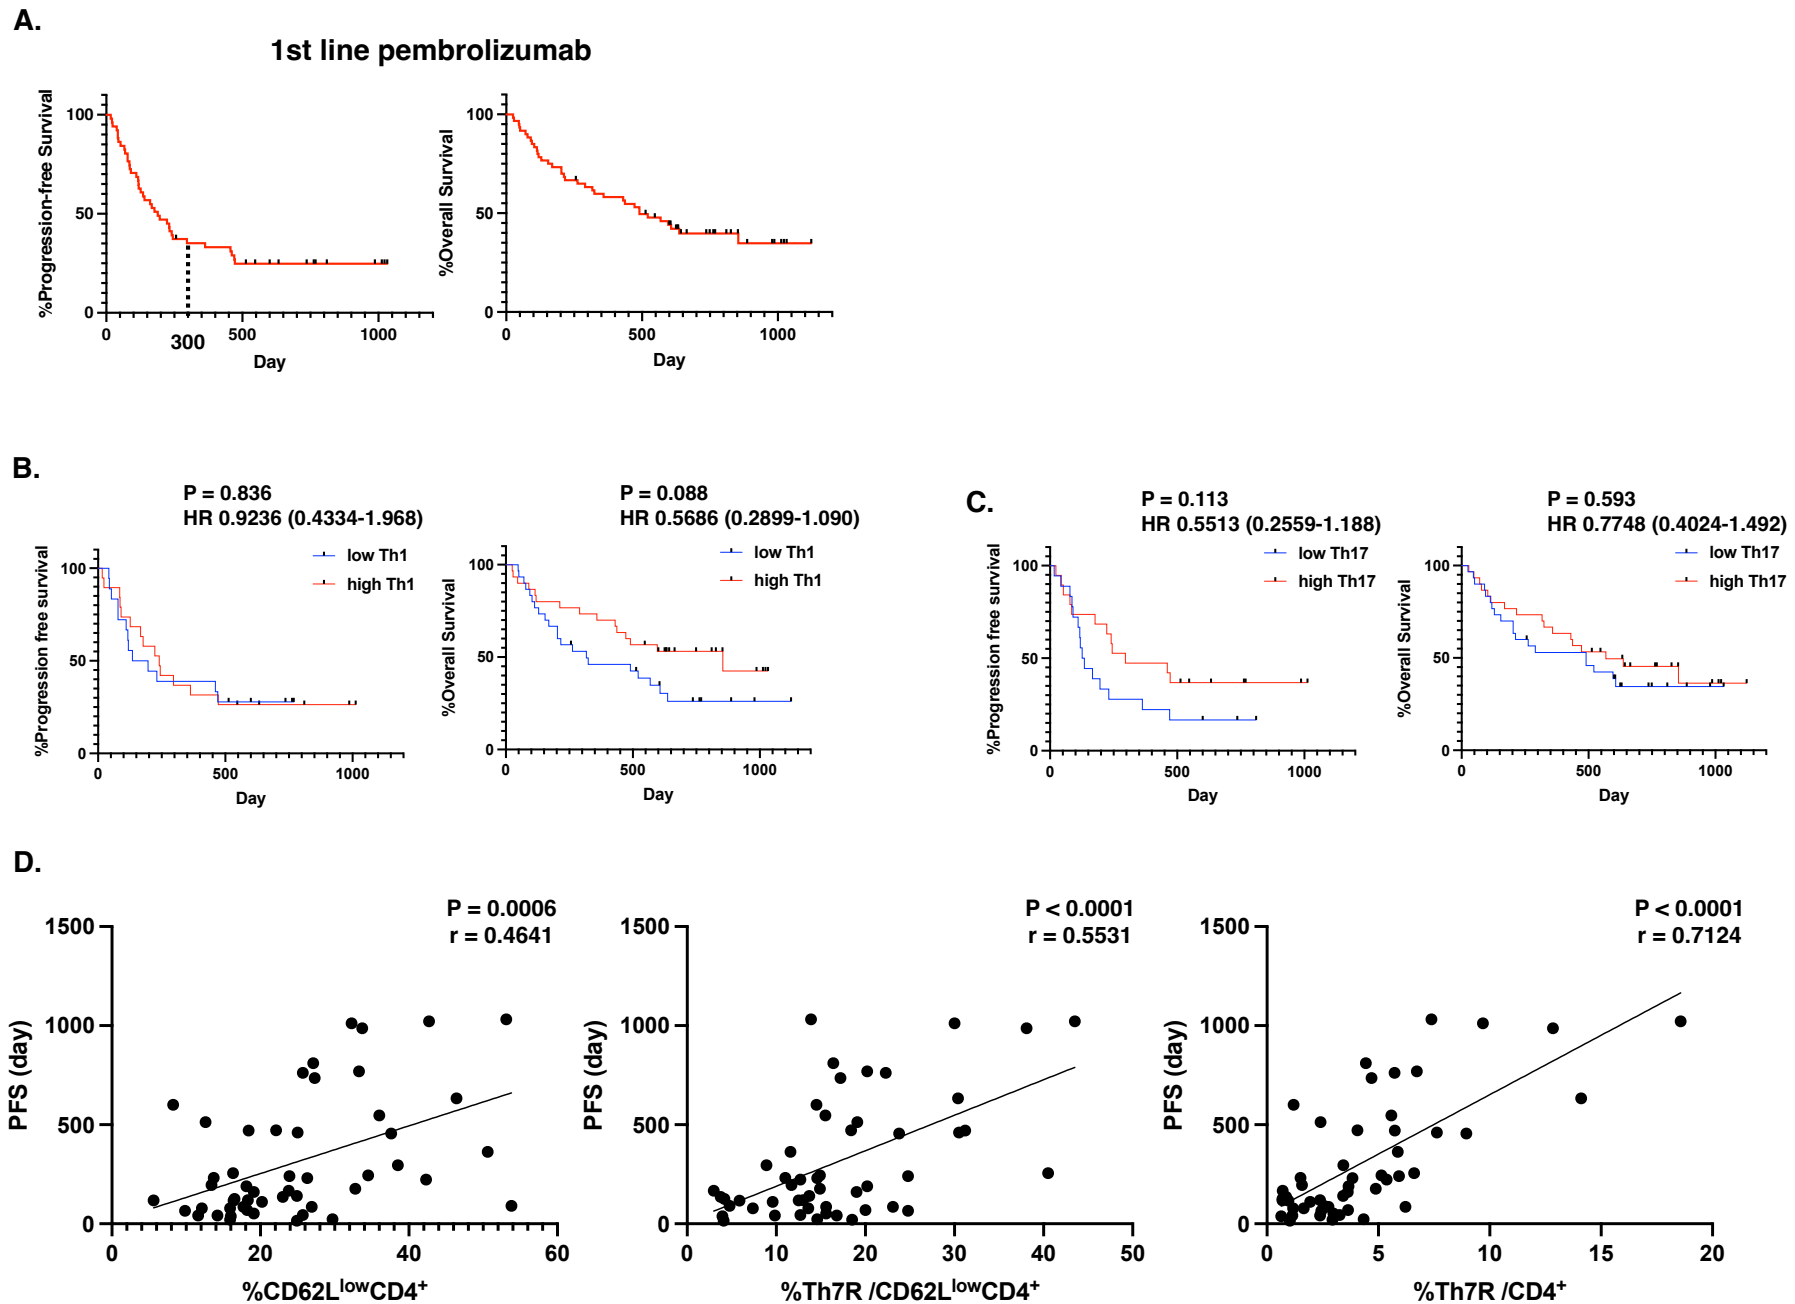 A.
1st line pembrolizumab
%Progression-free Survival
100
50
0
0
300
500
1000
Day
%Overall Survival
100
50
0
0
500
1000
Day
B.
P = 0.836
HR 0.9236 (0.4334-1.968)
low Th1
high Th1
%Progression free survival
100
50
0
0
500
1000
Day
P = 0.088
HR 0.5686 (0.2899-1.090)
low Th1
high Th1
%Overall Survival
100
50
0
0
500
1000
Day
C.
P = 0.113
HR 0.5513 (0.2559-1.188)
low Th17
high Th17
%Progression free survival
100
50
0
0
500
1000
Day
P = 0.593
HR 0.7748 (0.4024-1.492)
low Th17
high Th17
%Overall Survival
100
50
0
0
500
1000
Day
D.
P = 0.0006
r = 0.4641
PFS (day)
1500
1000
500
0
0
20
40
60
%CD62LlowCD4+
P < 0.0001
r = 0.5531
PFS (day)
1500
1000
500
0
0
10
20
30
40
50
%Th7R /CD62LlowCD4+
P < 0.0001
r = 0.7124
PFS (day)
1500
1000
500
0
0
5
10
15
20
%Th7R /CD4+